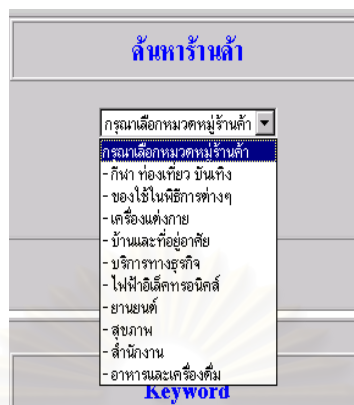 ค้นหาร้านค้า
กรุณาเลือกหมวดหมู่ร้านค้า
กรุณาเลือกหมวดหมู่ร้านค้า
- กีฬา ท่องเที่ยว บันเทิง
- ของใช้ในพิธีการต่างๆ
- เครื่องแต่งกาย
- บ้านและที่อยู่อาศัย
- บริการทางธุรกิจ
- ไฟฟ้าอิเล็คทรอนิคส์
- ยานยนต์
- สุขภาพ
- สำนักงาน
- อาหารและเครื่องดื่ม
Keyword